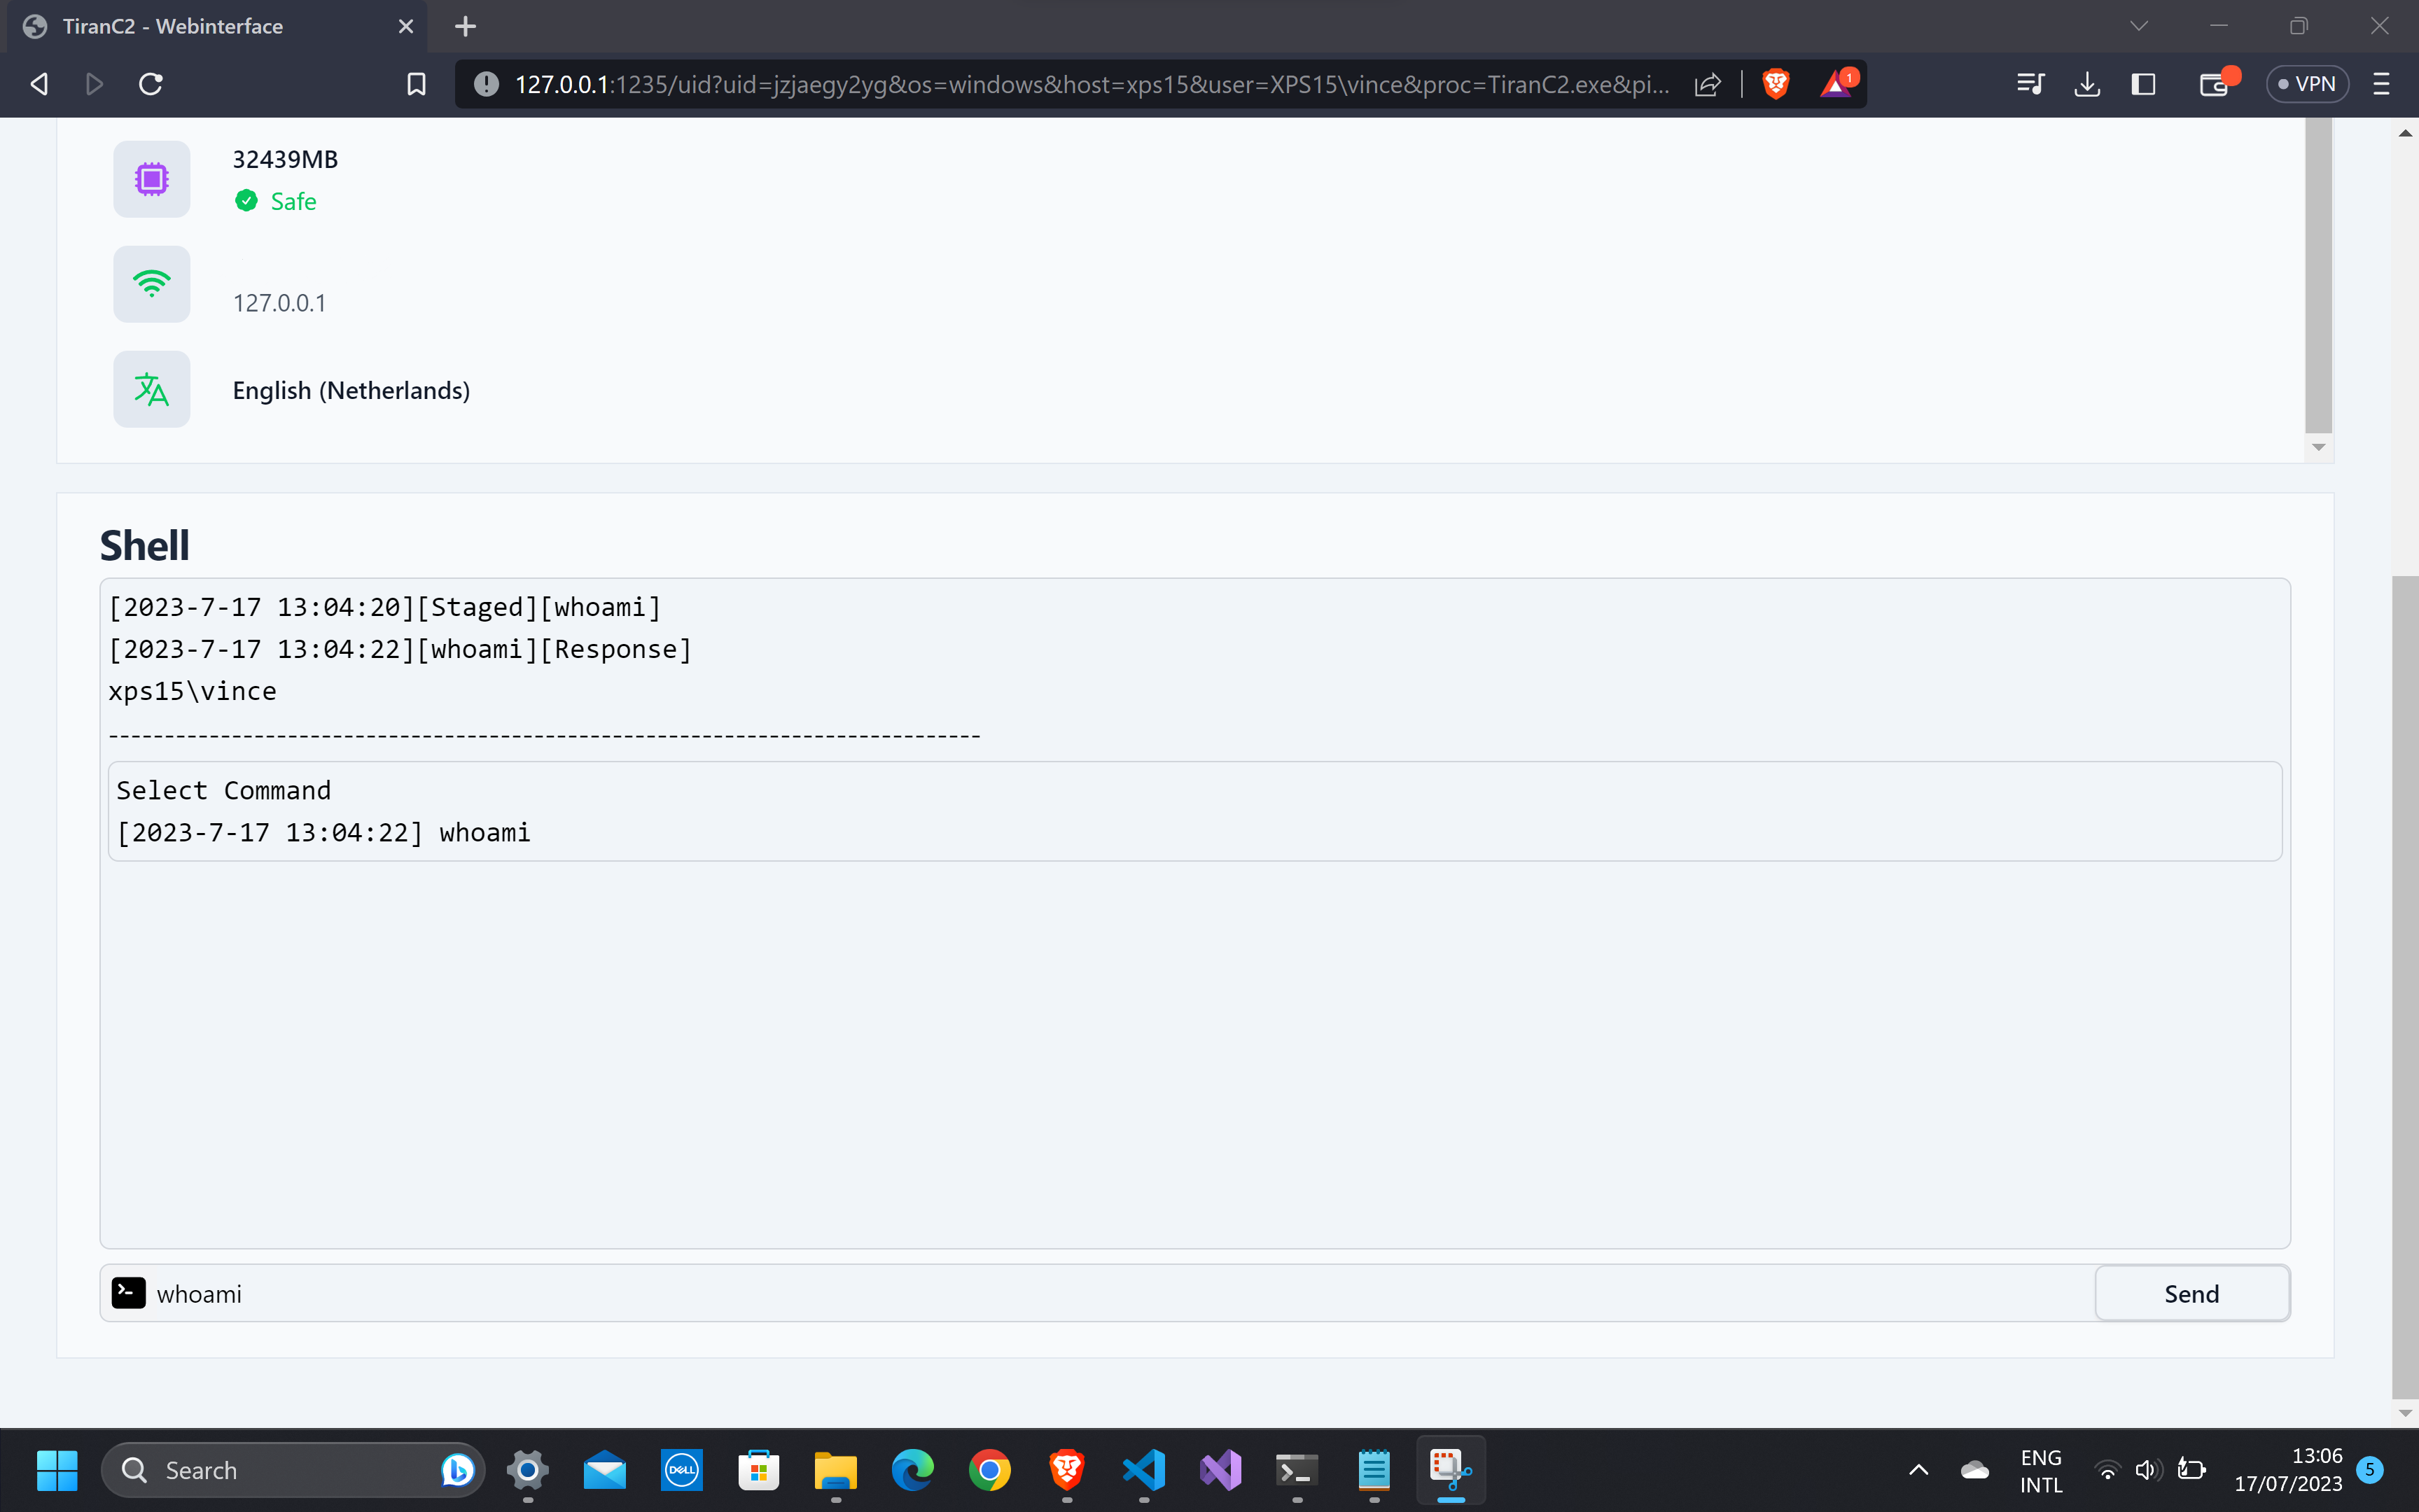 TiranC2 - Webinterface
127.0.0.1:1235/uid?uid=jzjaegy2yg&os=windows&host=xps15&user=XPS15\vince&proc=TiranC2.exe&pi...
1
VPN
32439MB
Safe
127.0.0.1
English (Netherlands)
Shell
[2023-7-17 13:04:20][Staged][whoami]
[2023-7-17 13:04:22][whoami][Response]
xps15\vince
-------------------------------------------------------------------------------
Select Command
[2023-7-17 13:04:22] whoami
whoami
Send
Search
DELL
ENG
INTL
13:06
17/07/2023
5